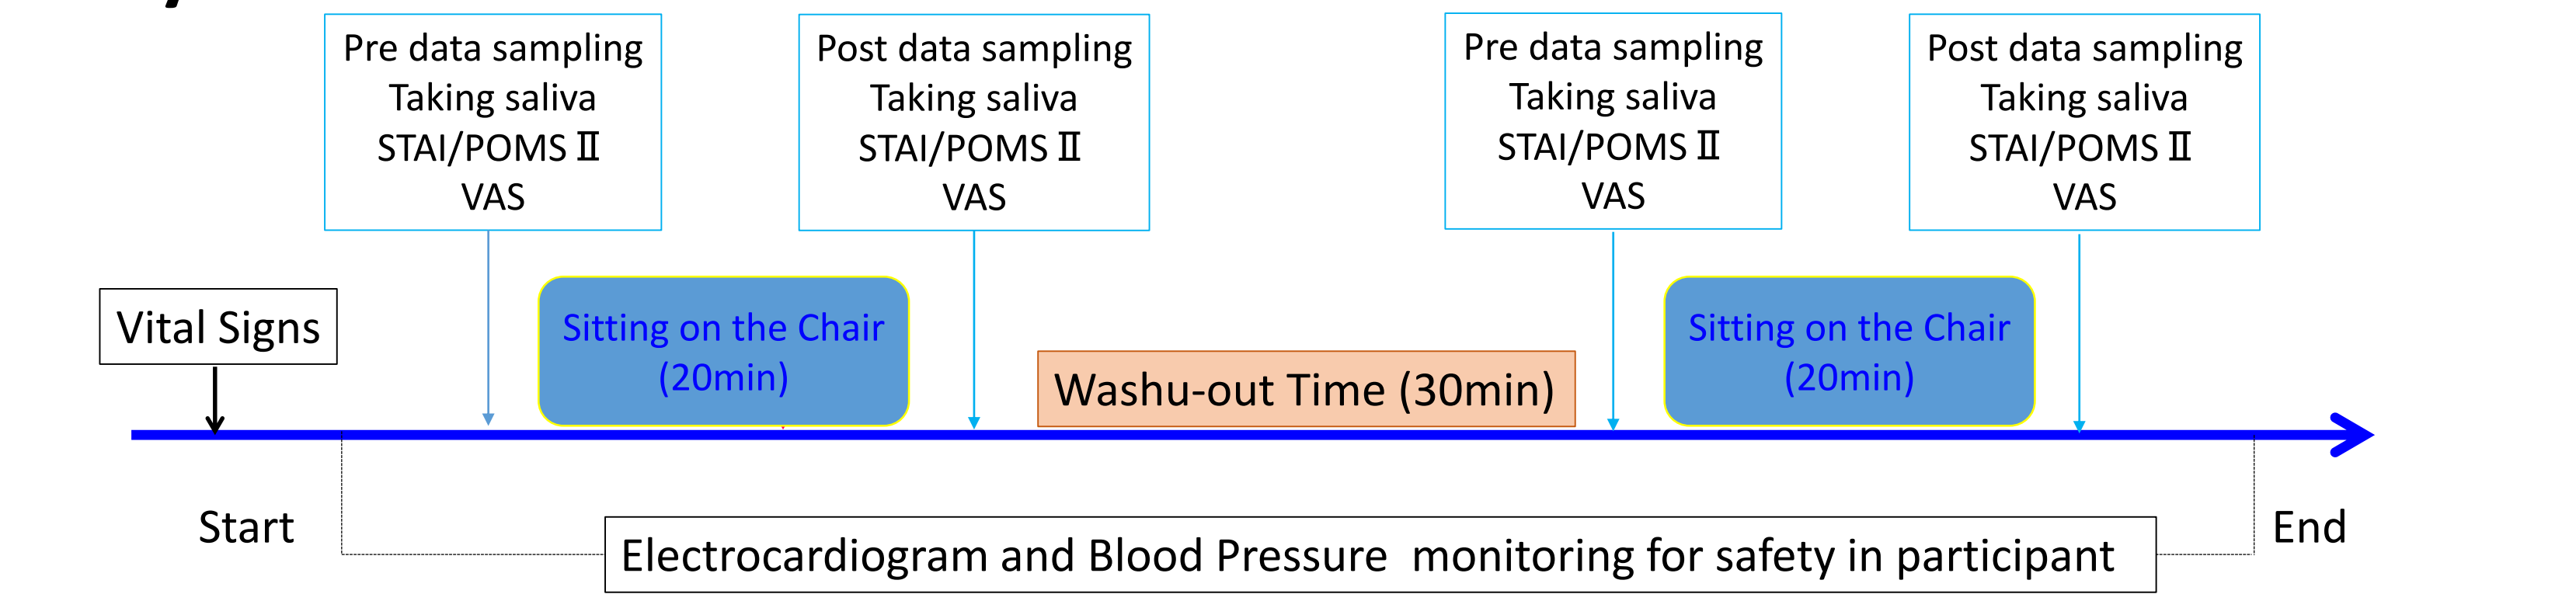 Pre data sampling
Taking saliva
STAI/POMS Ⅱ
VAS
Post data sampling
Taking saliva
STAI/POMS Ⅱ
VAS
Pre data sampling
Taking saliva
STAI/POMS Ⅱ
VAS
Post data sampling
Taking saliva
STAI/POMS Ⅱ
VAS
Vital Signs
Sitting on the Chair
(20min)
Washu-out Time (30min)
Sitting on the Chair
(20min)
Start
Electrocardiogram and Blood Pressure  monitoring for safety in participant
End